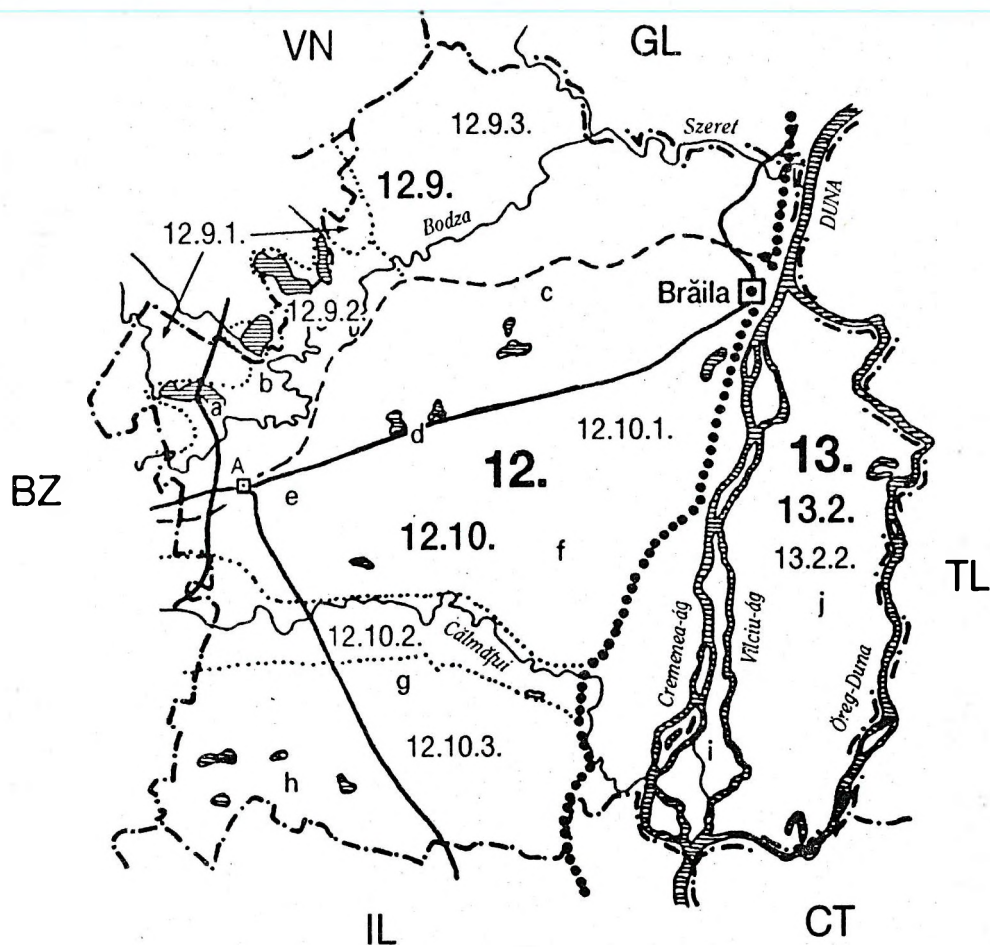 VN
GL
12.9.3.
Szeret
12.9.
DUNA
Bodza
12.9.1.
12.9.2.
c
Brăila
b
a
d
12.10.1.
A
12.
13.
BZ
e
13.2.
12.10.
f
13.2.2.
TL
j
12.10.2.
Călmățui
Cremenea-ág
Vîlciu-ág
Öreg-Duna
g
12.10.3.
i
h
IL
CT